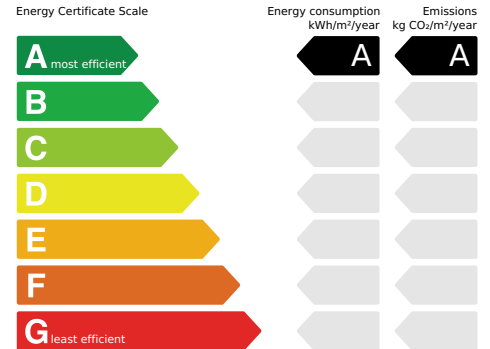 Energy Certificate Scale
Energy consumption
kWh/m²/year
Emissions
kg CO₂/m²/year
A most efficient
A
A
B
C
D
E
F
G least efficient